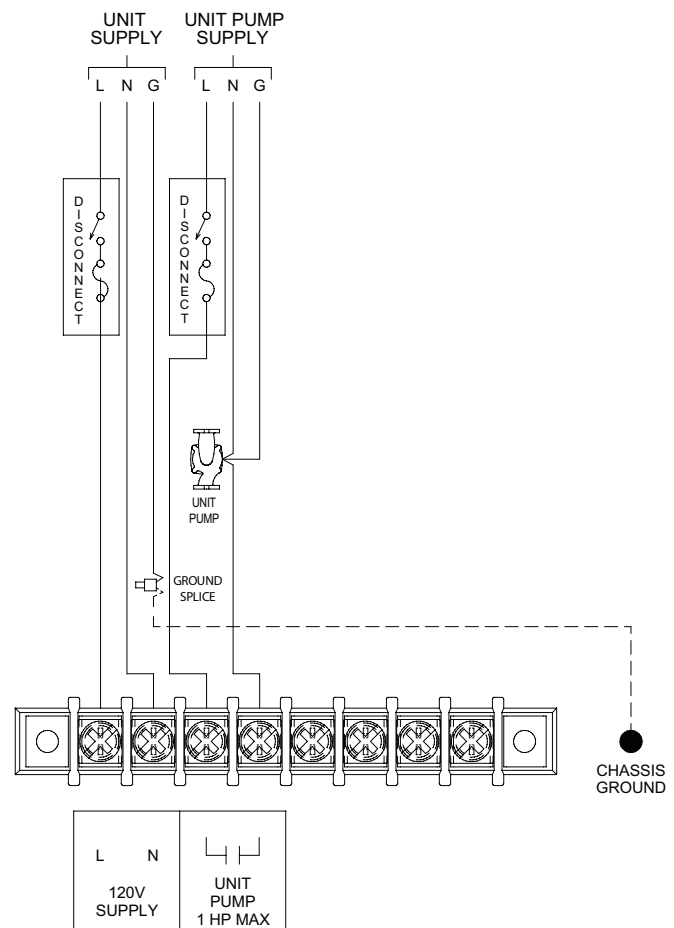 UNIT
SUPPLY
UNIT PUMP
SUPPLY
L N G
L N G
DISCONNECT
DISCONNECT
UNIT
PUMP
GROUND
SPLICE
CHASSIS
GROUND
L N
120V
SUPPLY
UNIT
PUMP
1 HP MAX